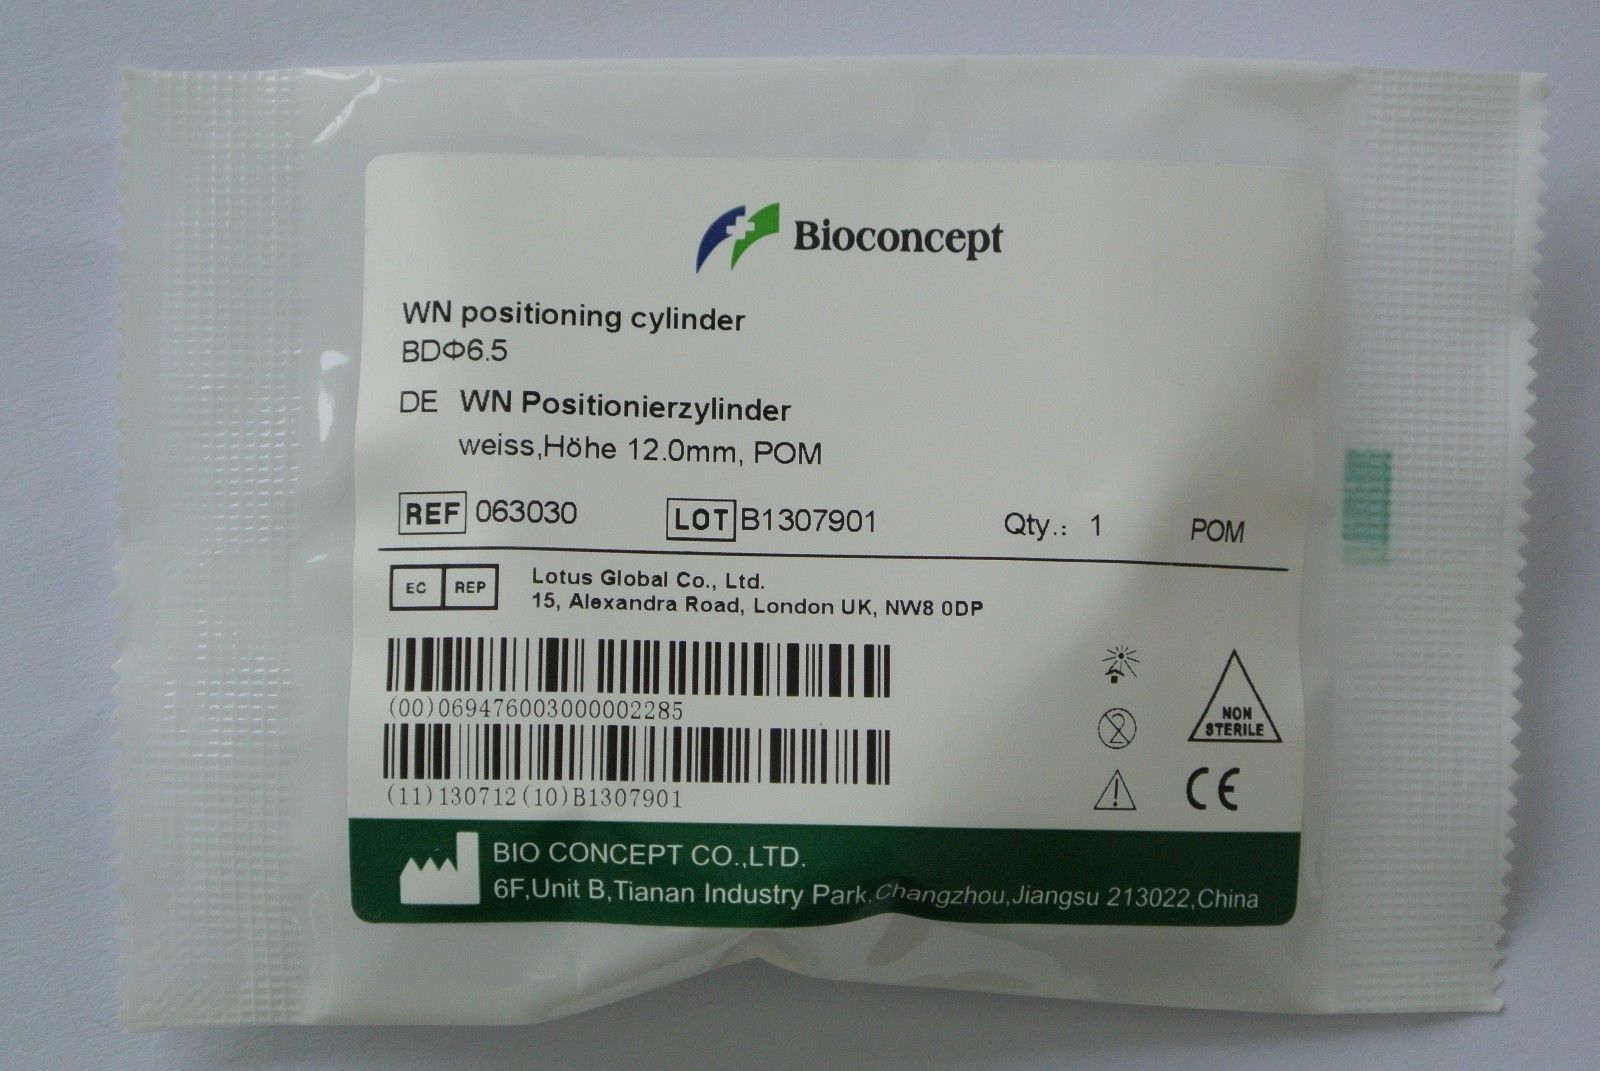 Bioconcept
WN positioning cylinder
BDΦ6.5
DE WN Positionierzylinder
weiss,Höhe 12.0mm, POM
REF 063030 LOT B1307901 Qty.: 1 POM
EC REP Lotus Global Co., Ltd.
15, Alexandra Road, London UK, NW8 0DP
(00)069476003000002285
(11)130712(10)B1307901
2
NON
STERILE
CE
BIO CONCEPT CO.,LTD.
6F,Unit B,Tianan Industry Park,Changzhou,Jiangsu 213022,China